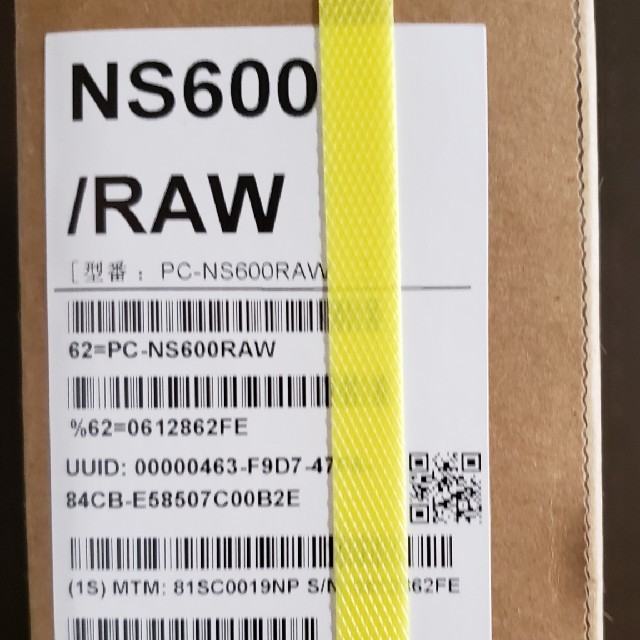 NS600
/RAW
[型番： PC-NS600RAW
62=PC-NS600RAW
%62=0612862FE
UUID: 00000463-F9D7-
84CB-E58507C00B2E
(1S) MTM: 81SC0019NP